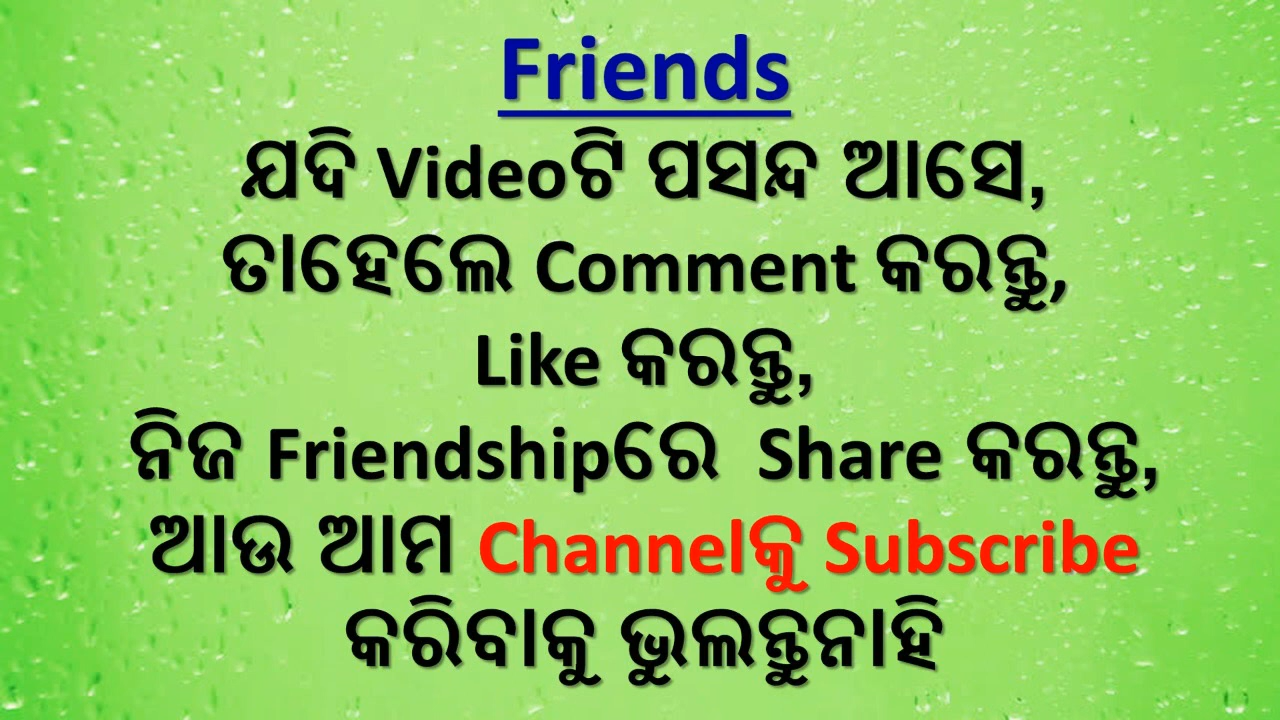 Friends
ଯଦି Videoଟି ପସନ୍ଦ ଆସେ,
ତାହେଲେ Comment କରନ୍ତୁ,
Like କରନ୍ତୁ,
ନିଜ Friendshipରେ Share କରନ୍ତୁ,
ଆଉ ଆମ Channelକୁ Subscribe
କରିବାକୁ ଭୁଲନ୍ତୁନାହି